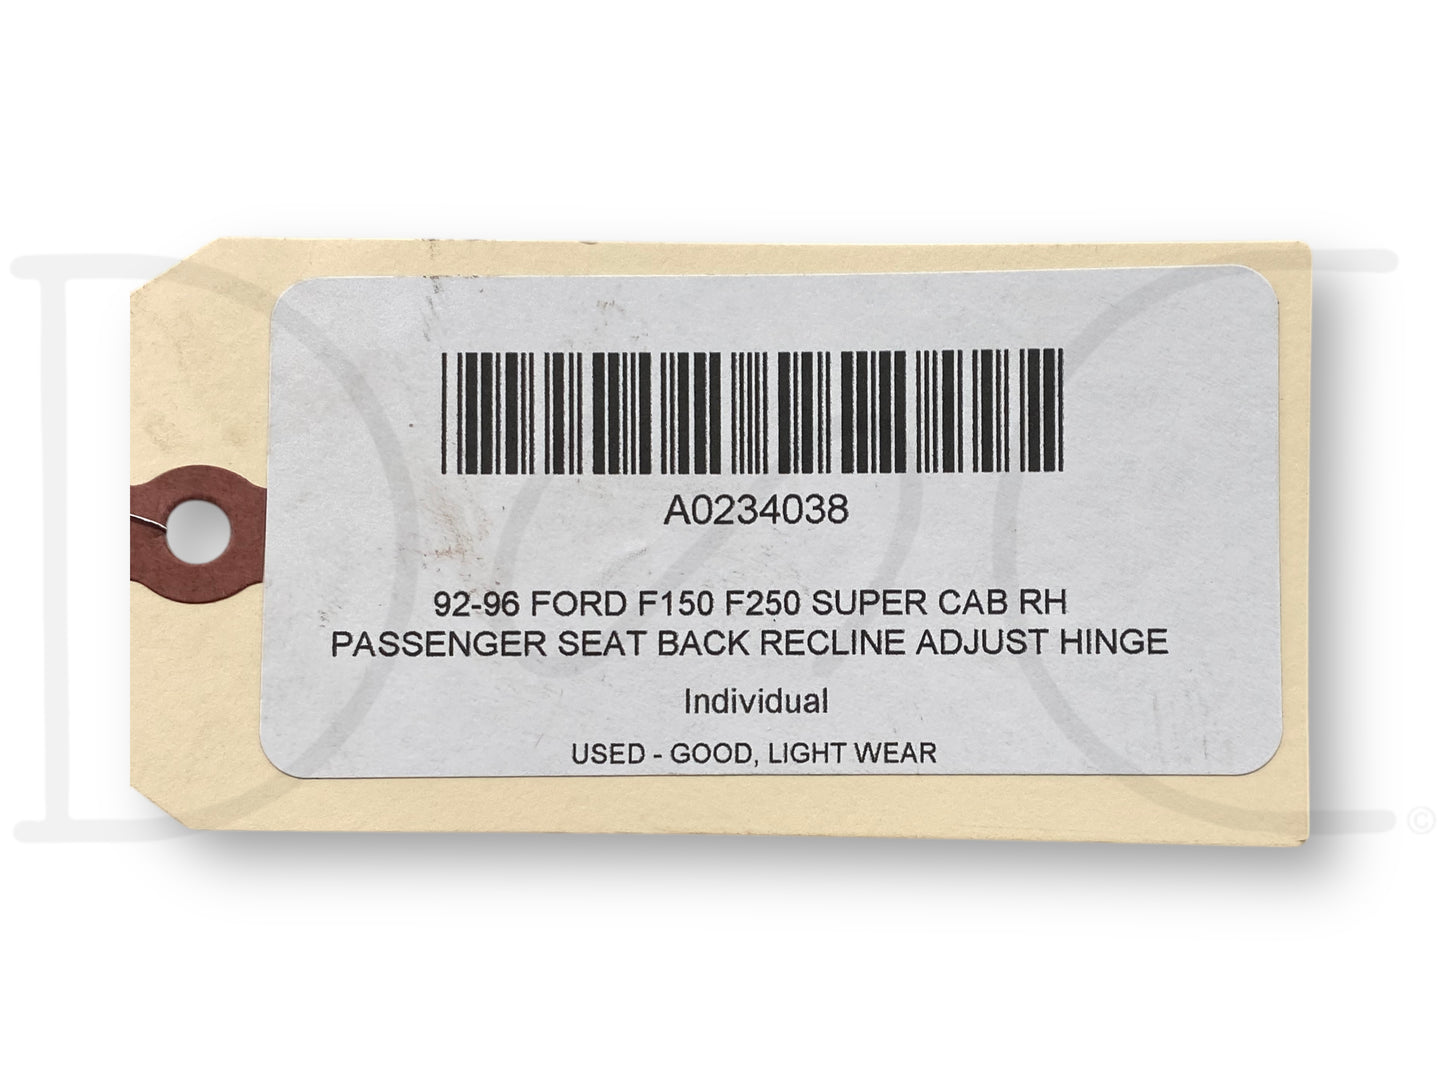 A0234038
92-96 FORD F150 F250 SUPER CAB RH
PASSENGER SEAT BACK RECLINE ADJUST HINGE
Individual
USED - GOOD, LIGHT WEAR
©